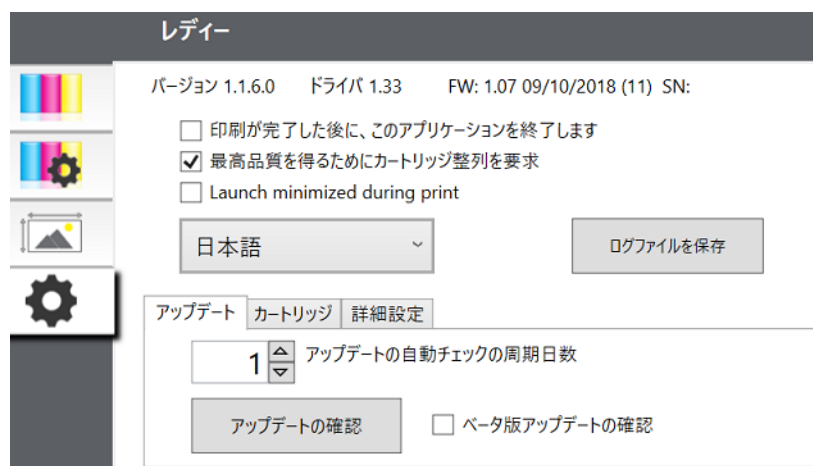 レディー
バージョン 1.1.6.0 ドライバ 1.33 FW: 1.07 09/10/2018 (11) SN:
印刷が完了した後に、このアプリケーションを終了します
最高品質を得るためにカートリッジ整列を要求
Launch minimized during print
日本語 ログファイルを保存
アップデート カートリッジ 詳細設定
1 アップデートの自動チェックの周期日数
アップデートの確認 ベータ版アップデートの確認